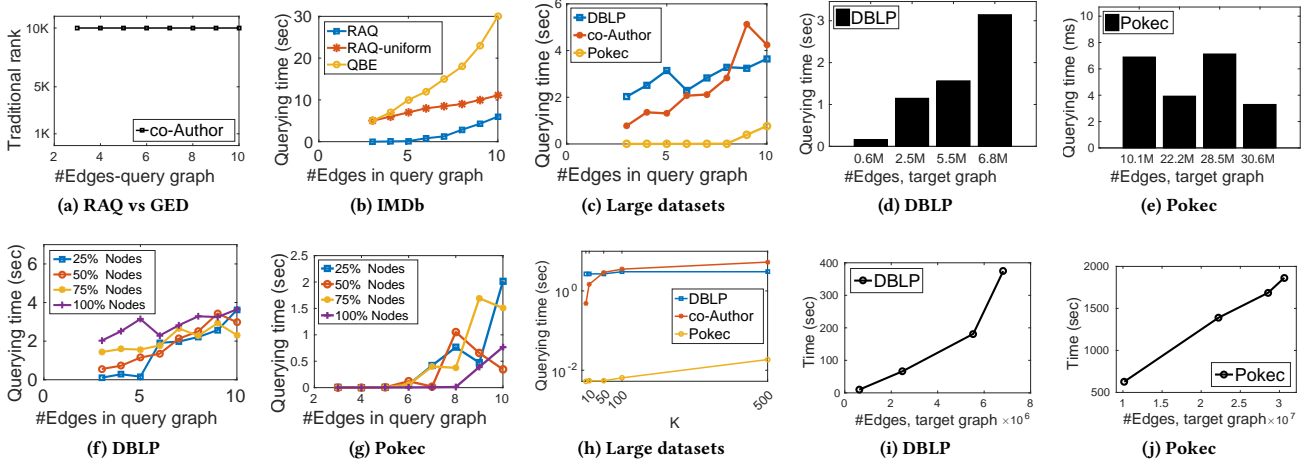 Traditional rank
10K
5K
1K
co-Author
2 4 6 8 10
#Edges-query graph
(a) RAQ vs GED
Querying time (sec)
30
20
10
0
RAQ
RAQ-uniform
QBE
0 5 10
#Edges in query graph
(b) IMDb
Querying time (sec)
6
4
2
0
DBLP
co-Author
Pokec
0 5 10
#Edges in query graph
(c) Large datasets
Querying time (sec)
3
2
1
0
DBLP
0.6M 2.5M 5.5M 6.8M
#Edges, target graph
(d) DBLP
Querying time (ms)
10
8
6
4
2
0
Pokec
10.1M 22.2M 28.5M 30.6M
#Edges, target graph
(e) Pokec
Querying time (sec)
8
6
4
2
0
25% Nodes
50% Nodes
75% Nodes
100% Nodes
0 5 10
#Edges in query graph
(f) DBLP
Querying time (sec)
2.5
2
1.5
1
0.5
0
25% Nodes
50% Nodes
75% Nodes
100% Nodes
2 4 6 8 10
#Edges in query graph
(g) Pokec
Querying time (sec)
10⁰
10⁻²
DBLP
co-Author
Pokec
10 50 100 500
K
(h) Large datasets
Time (sec)
400
300
200
100
0
DBLP
0 2 4 6 8
#Edges, target graph ×10⁶
(i) DBLP
Time (sec)
2000
1500
1000
500
Pokec
1 1.5 2 2.5 3
#Edges, target graph ×10⁷
(j) Pokec